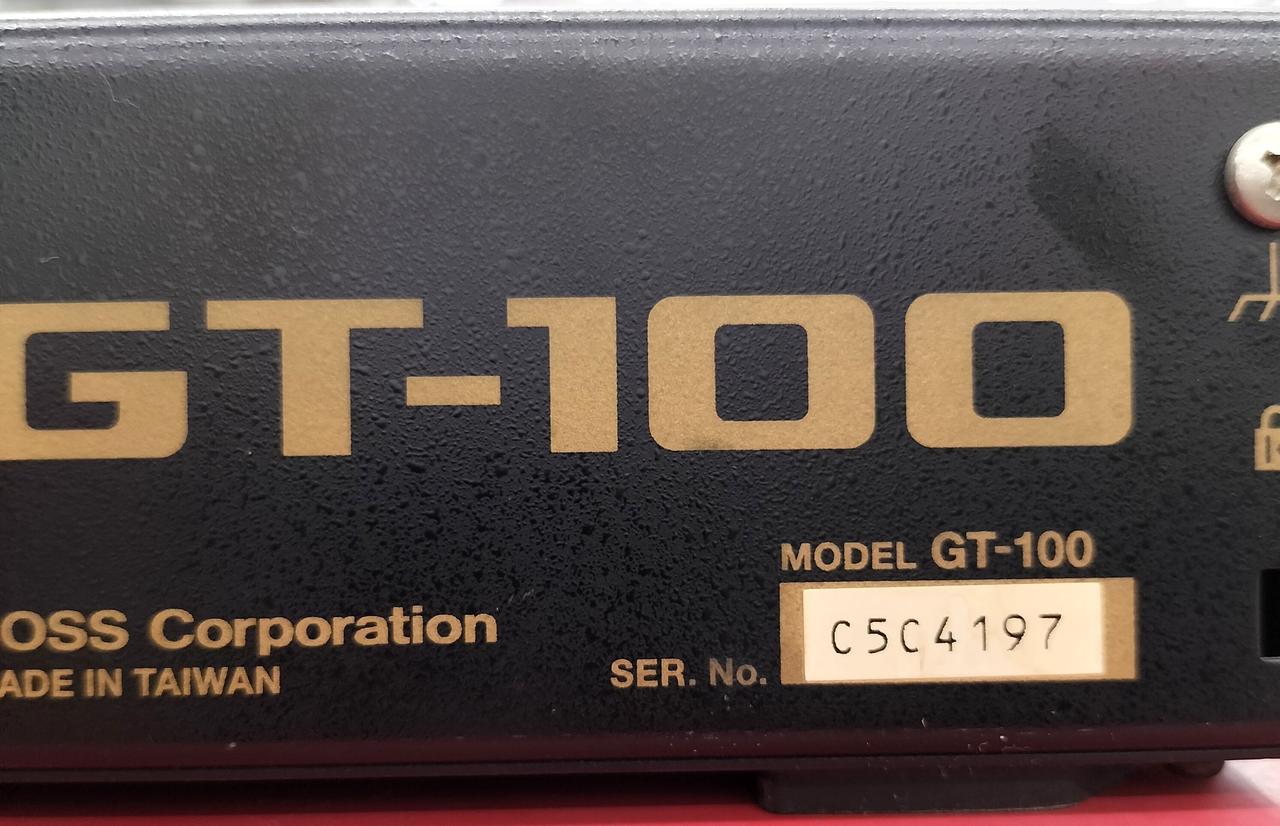 GT-100
MODEL GT-100
OSS Corporation
ADE IN TAIWAN
SER. No. C5C4197